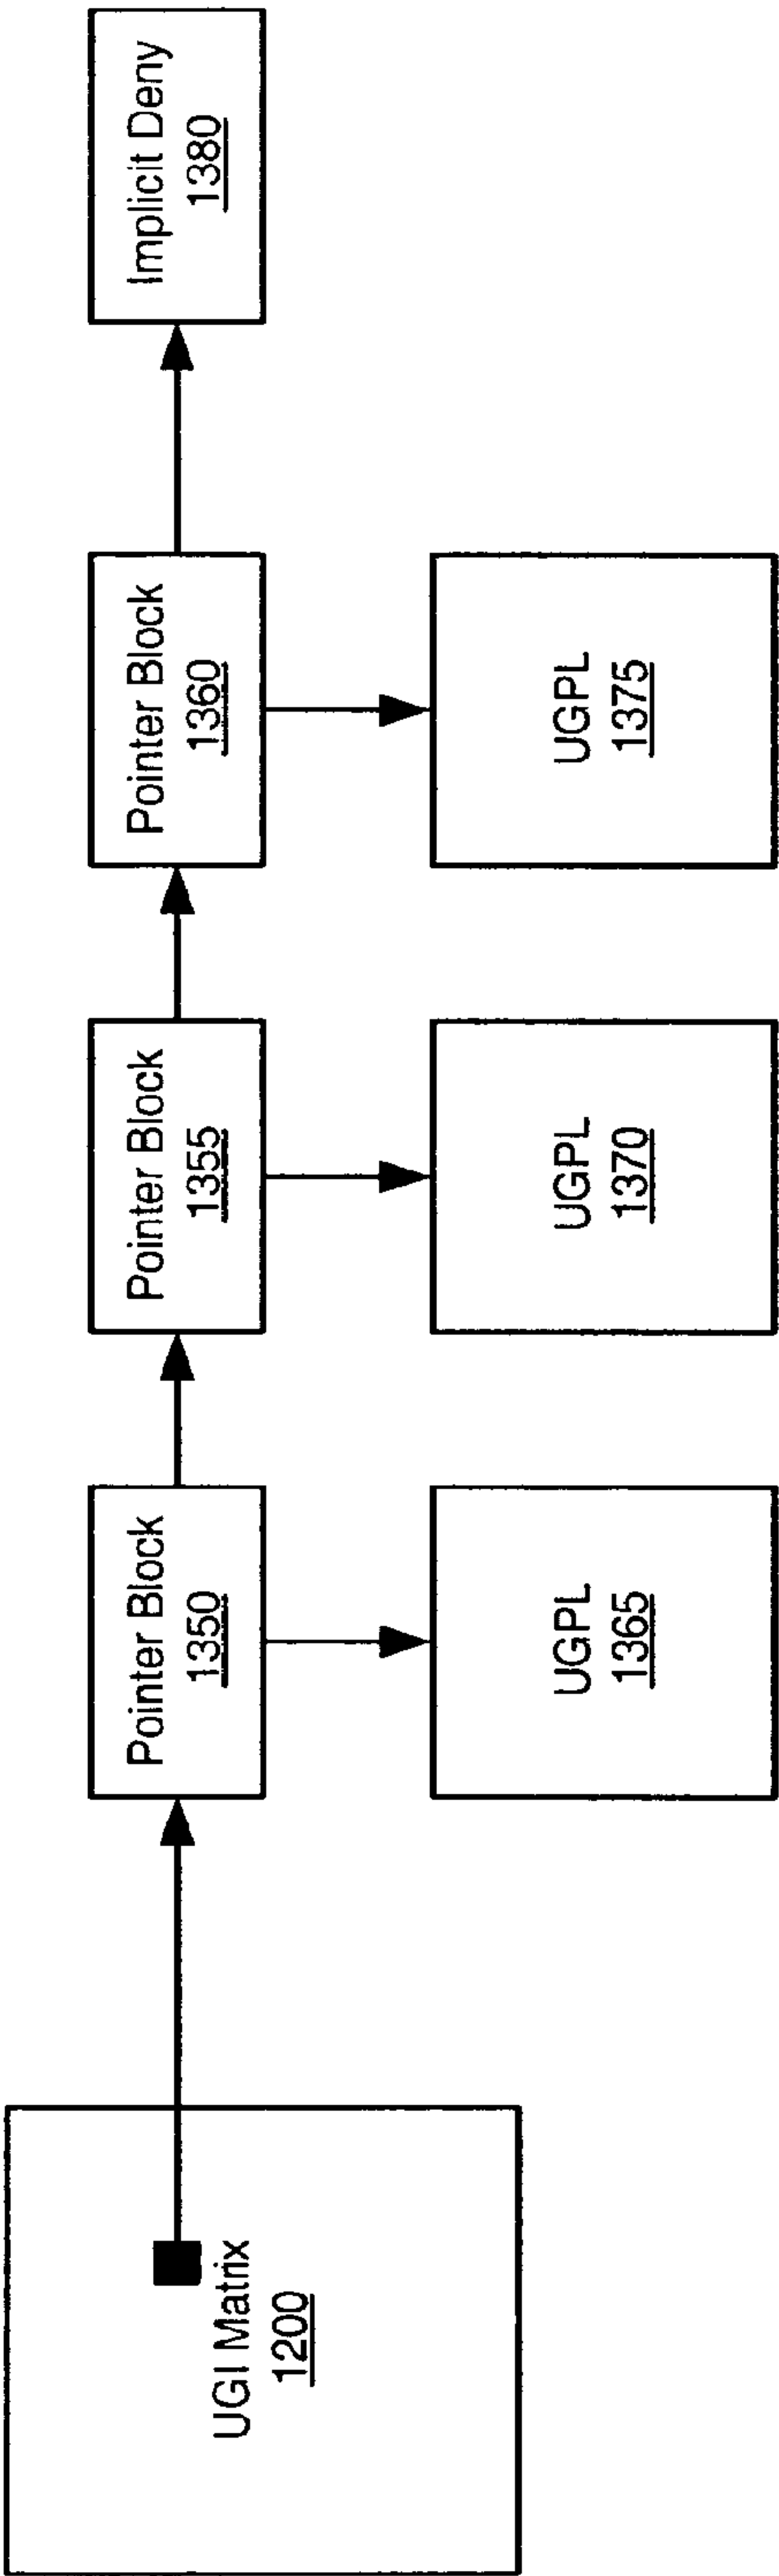 UGI Matrix
1200
Pointer Block
1350
Pointer Block
1355
Pointer Block
1360
Implicit Deny
1380
UGPL
1365
UGPL
1370
UGPL
1375